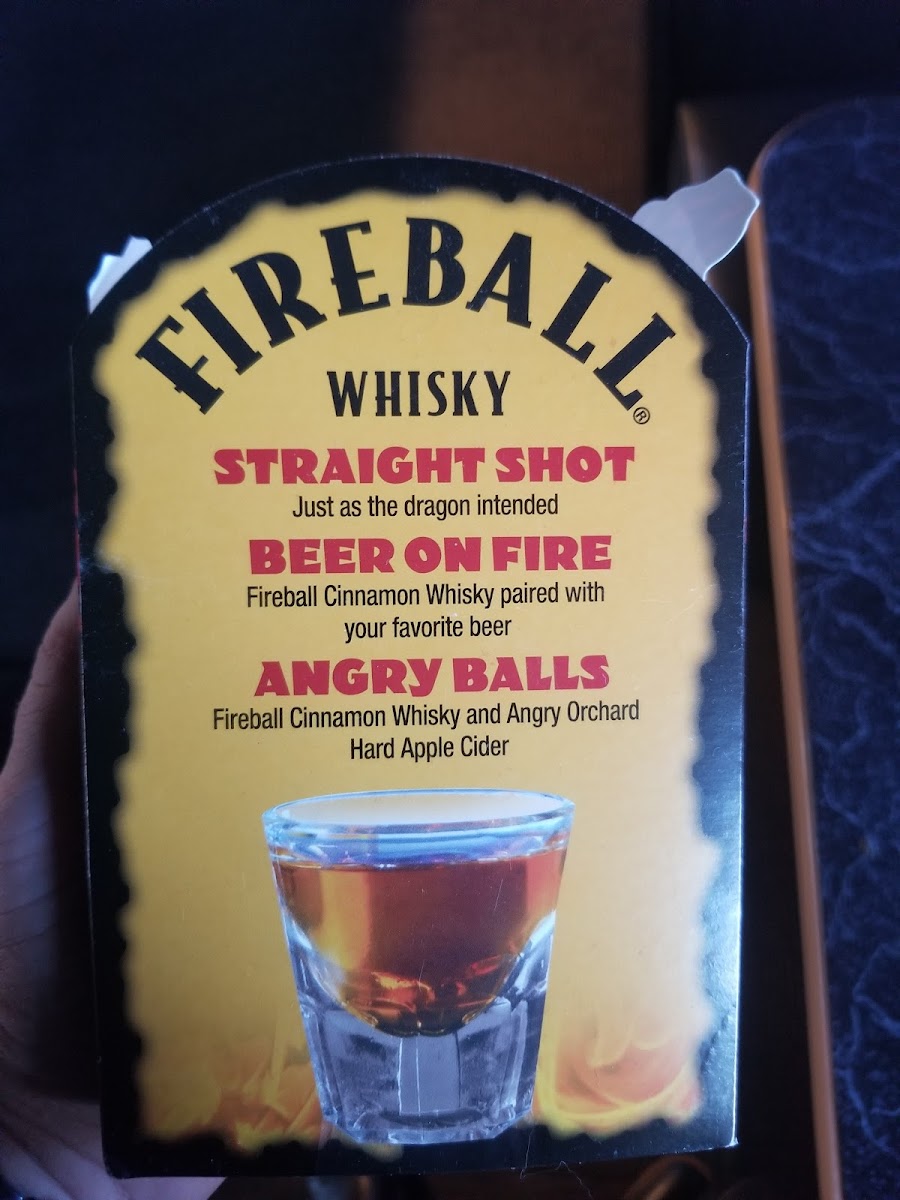 FIREBALL®
WHISKY
STRAIGHT SHOT
Just as the dragon intended
BEER ON FIRE
Fireball Cinnamon Whisky paired with
your favorite beer
ANGRY BALLS
Fireball Cinnamon Whisky and Angry Orchard
Hard Apple Cider